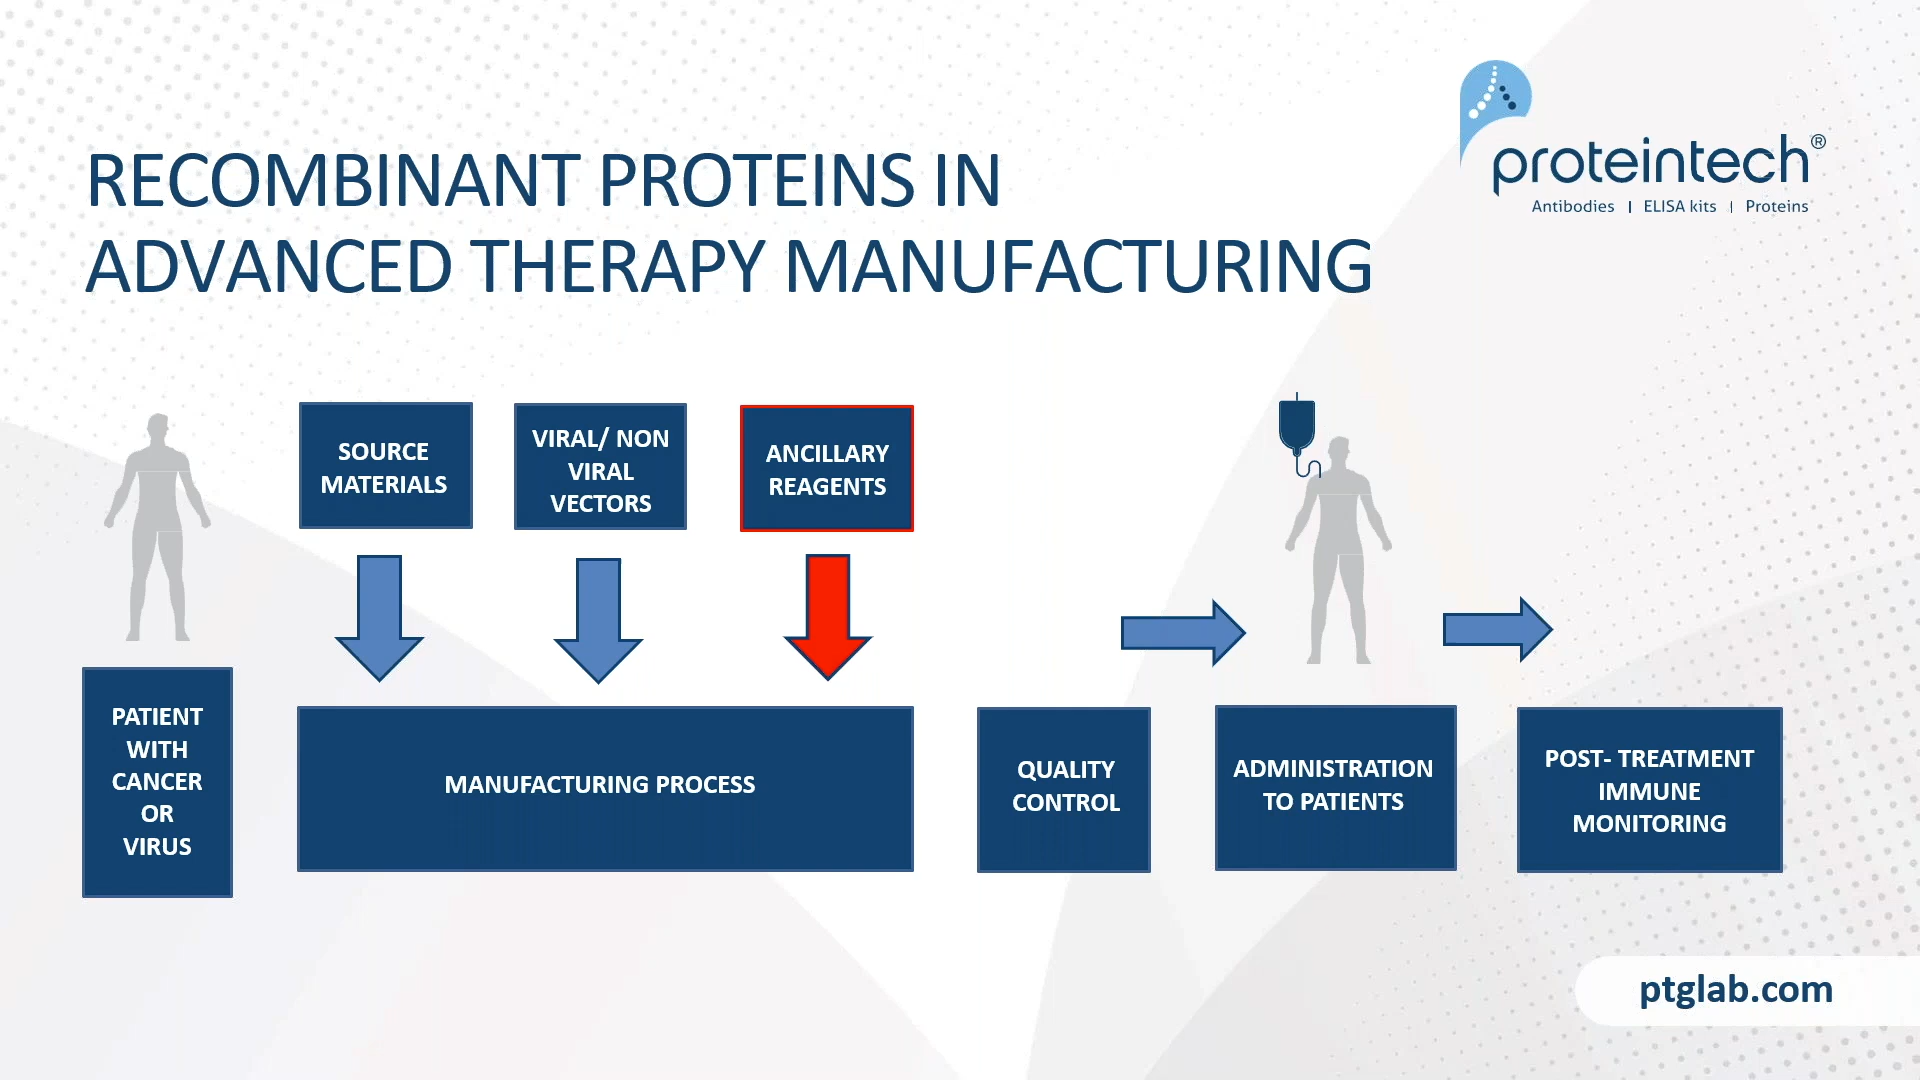 RECOMBINANT PROTEINS IN
ADVANCED THERAPY MANUFACTURING
proteintech®
Antibodies | ELISA kits | Proteins
SOURCE
MATERIALS
VIRAL/ NON
VIRAL
VECTORS
ANCILLARY
REAGENTS
PATIENT
WITH
CANCER
OR
VIRUS
MANUFACTURING PROCESS
QUALITY
CONTROL
ADMINISTRATION
TO PATIENTS
POST- TREATMENT
IMMUNE
MONITORING
ptglab.com